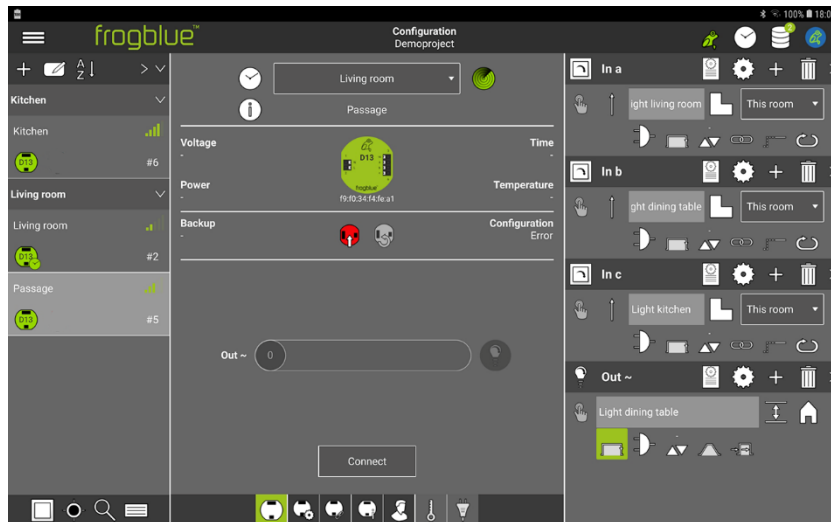 100% 18:0
frogblue™
Configuration
Demoproject
2
A
Z
Kitchen
Kitchen
D13
#6
Living room
Living room
D13
#2
Passage
D13
#5
Living room
Passage
Voltage
-
Time
-
D13
frogblue
f9:f0:34:f4:fe:a1
Power
-
Temperature
-
Backup
-
Configuration
Error
Out ~
0
Connect
In a
ight living room
This room
In b
ght dining table
This room
In c
Light kitchen
This room
Out ~
Light dining table